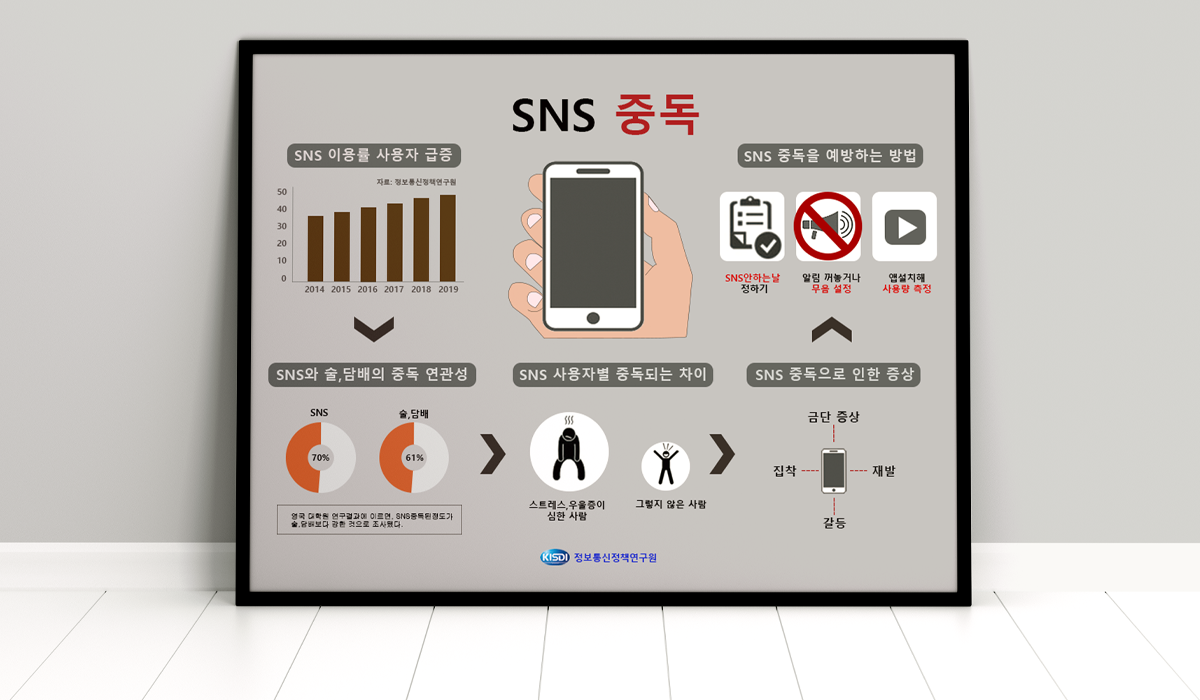 SNS 중독
SNS 이용률 사용자 급증
자료: 정보통신정책연구원
50
40
30
20
10
0
2014 2015 2016 2017 2018 2019
SNS 중독을 예방하는 방법
SNS안하는날
정하기
알림 꺼놓거나
무음 설정
앱설치해
사용량 측정
SNS와 술,담배의 중독 연관성
SNS
70%
술,담배
61%
영국 대학원 연구결과에 이르면, SNS중독된정도가
술,담배보다 강한 것으로 조사됐다.
SNS 사용자별 중독되는 차이
스트레스,우울증이
심한 사람
그렇지 않은 사람
SNS 중독으로 인한 증상
금단 증상
집착
재발
갈등
KISDI 정보통신정책연구원